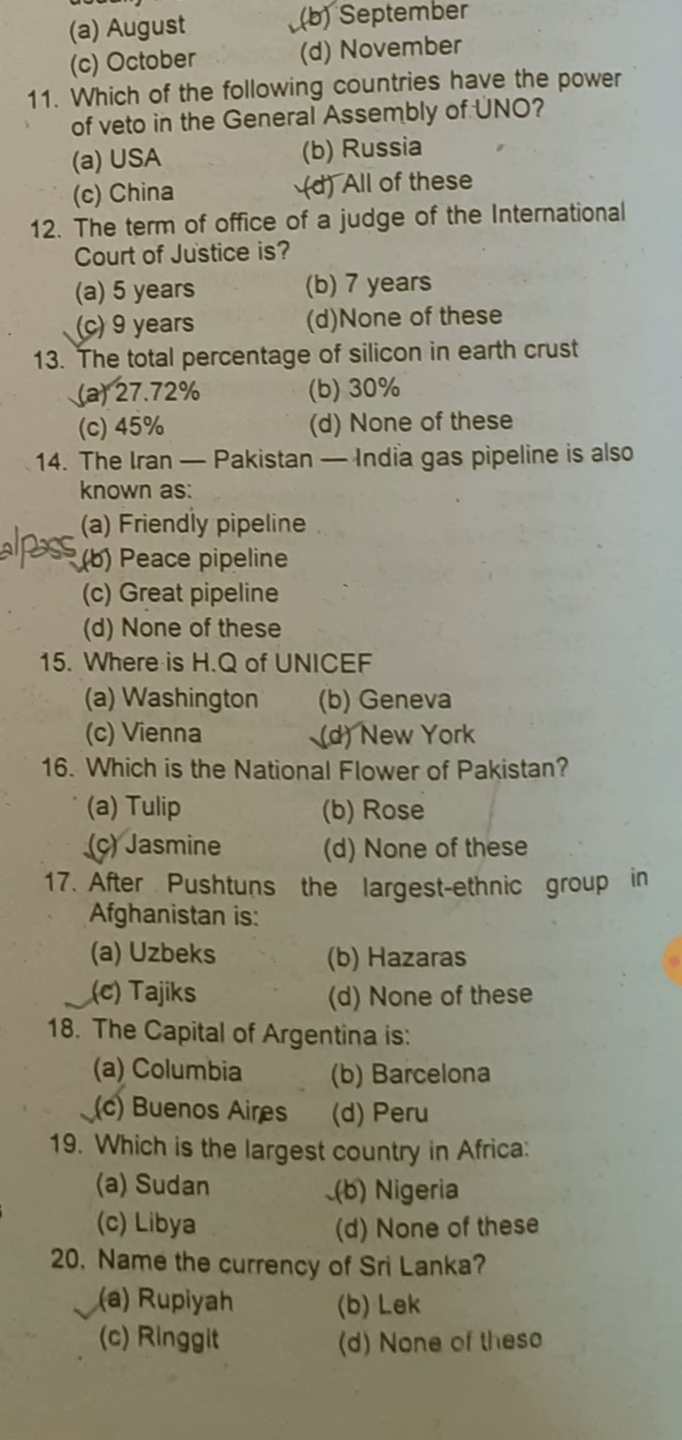 (a) August (b) September
(c) October (d) November
11. Which of the following countries have the power
of veto in the General Assembly of UNO?
(a) USA (b) Russia
(c) China (d) All of these
12. The term of office of a judge of the International
Court of Justice is?
(a) 5 years (b) 7 years
(c) 9 years (d)None of these
13. The total percentage of silicon in earth crust
(a) 27.72% (b) 30%
(c) 45% (d) None of these
14. The Iran — Pakistan — India gas pipeline is also
known as:
(a) Friendly pipeline
(b) Peace pipeline
(c) Great pipeline
(d) None of these
15. Where is H.Q of UNICEF
(a) Washington (b) Geneva
(c) Vienna (d) New York
16. Which is the National Flower of Pakistan?
(a) Tulip (b) Rose
(c) Jasmine (d) None of these
17. After Pushtuns the largest-ethnic group in
Afghanistan is:
(a) Uzbeks (b) Hazaras
(c) Tajiks (d) None of these
18. The Capital of Argentina is:
(a) Columbia (b) Barcelona
(c) Buenos Aires (d) Peru
19. Which is the largest country in Africa:
(a) Sudan (b) Nigeria
(c) Libya (d) None of these
20. Name the currency of Sri Lanka?
(a) Rupiyah (b) Lek
(c) Ringgit (d) None of these